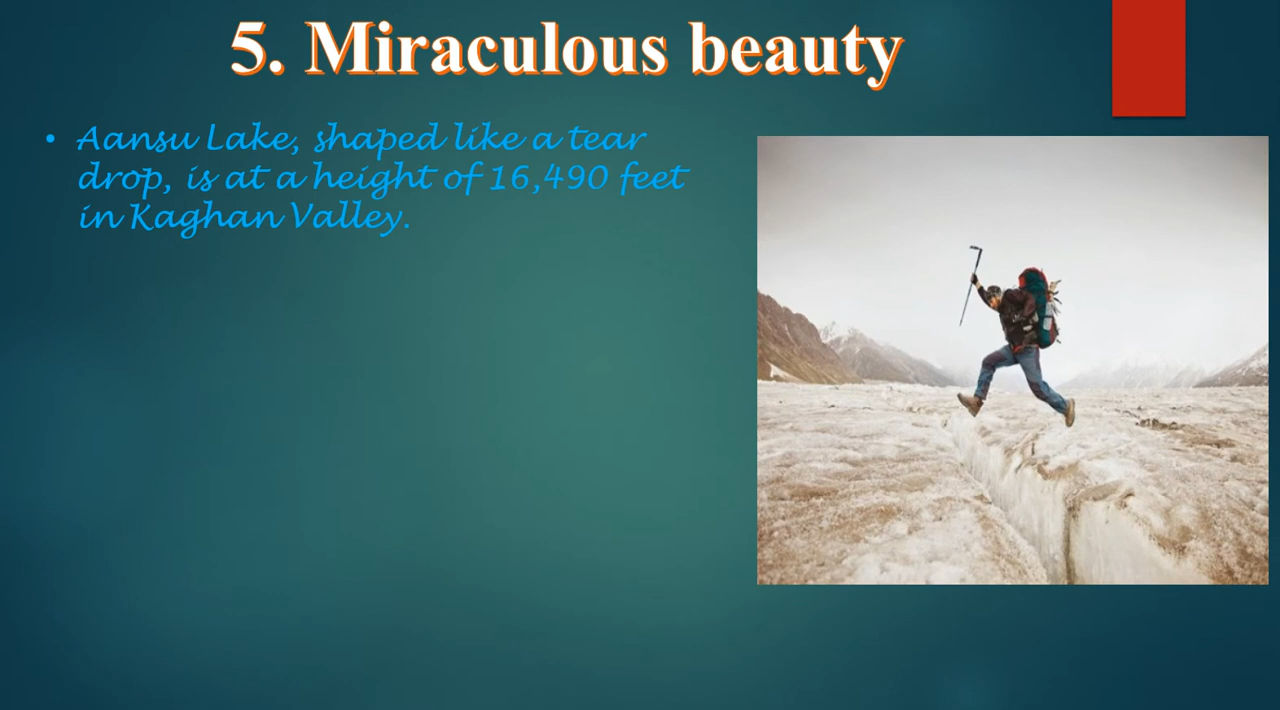 5. Miraculous beauty
• Aansu Lake, shaped like a tear
drop, is at a height of 16,490 feet
in Kaghan Valley.